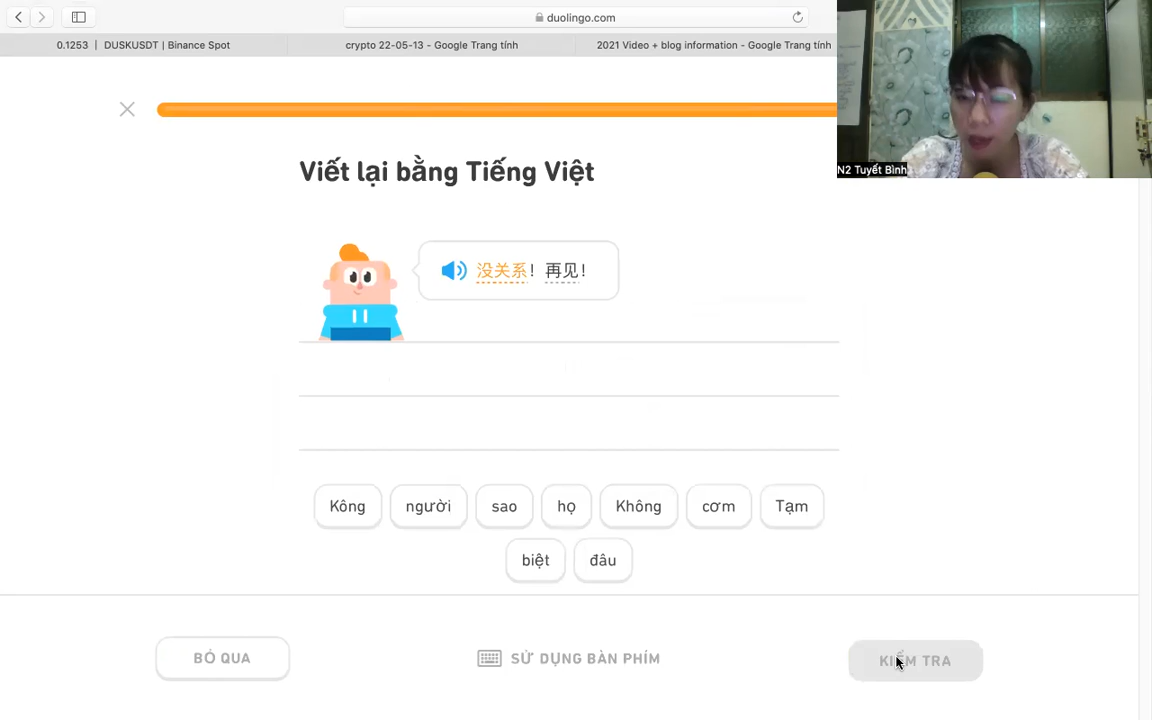 duolingo.com
0.1253 | DUSKUSDT | Binance Spot
crypto 22-05-13 - Google Trang tính
2021 Video + blog information - Google Trang tính
N2 Tuyết Bình
Viết lại bằng Tiếng Việt
没关系！再见！
Kông người sao họ Không cơm Tạm
biệt đâu
BỎ QUA
SỬ DỤNG BÀN PHÍM
KIỂM TRA